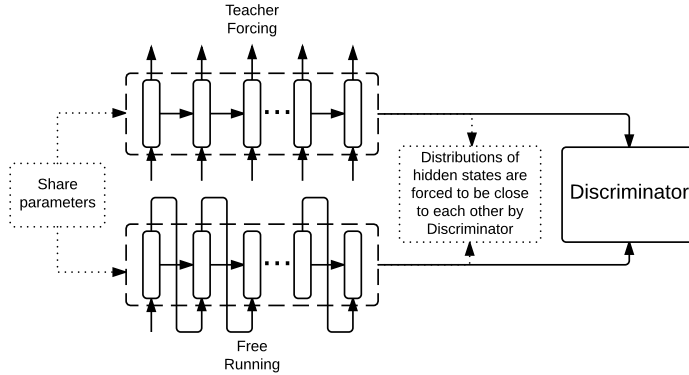 Teacher
Forcing
Share
parameters
Distributions of
hidden states are
forced to be close
to each other by
Discriminator
Discriminator
Free
Running